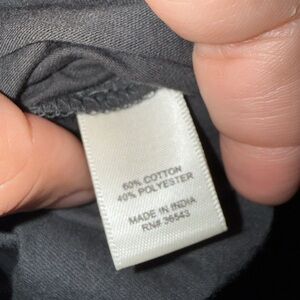 60% COTTON
40% POLYESTER
MADE IN INDIA
RN# 36543